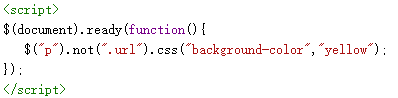 <script>
$(document).ready(function(){
   $("p").not(".url").css("background-color","yellow");
});
</script>